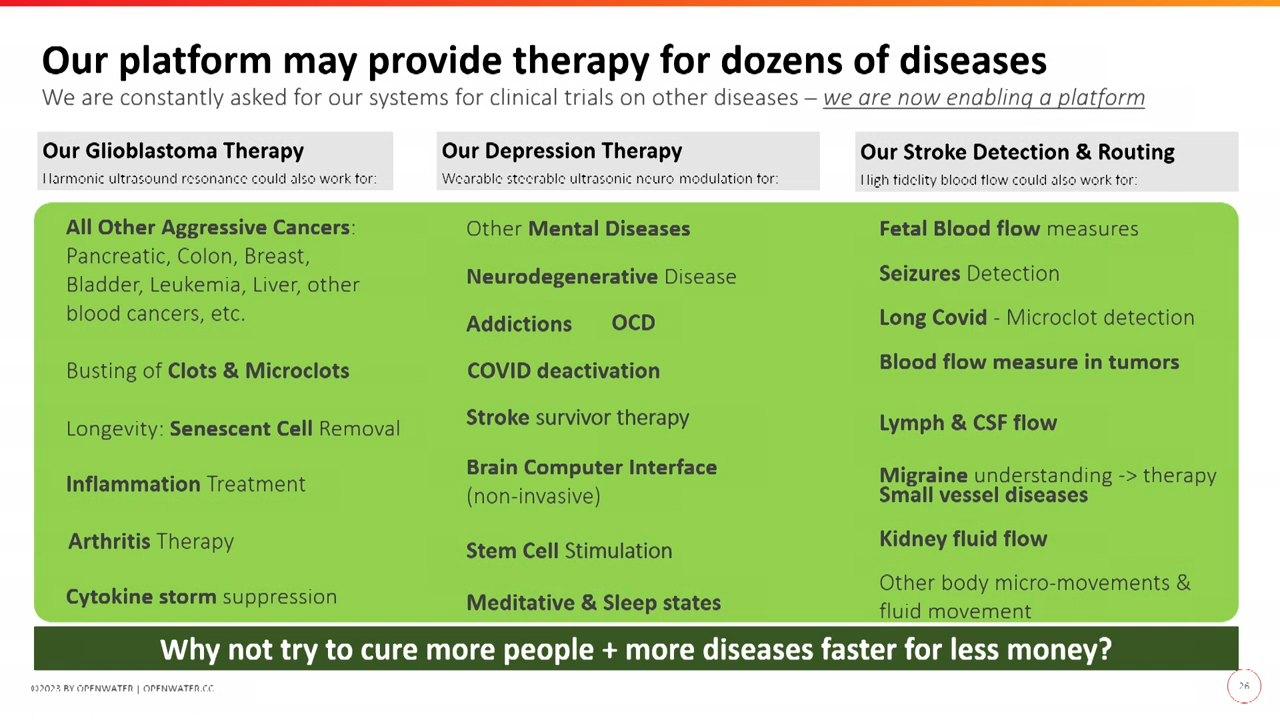 Our platform may provide therapy for dozens of diseases
We are constantly asked for our systems for clinical trials on other diseases – we are now enabling a platform
Our Glioblastoma Therapy
Harmonic ultrasound resonance could also work for:
All Other Aggressive Cancers:
Pancreatic, Colon, Breast,
Bladder, Leukemia, Liver, other
blood cancers, etc.
Busting of Clots & Microclots
Longevity: Senescent Cell Removal
Inflammation Treatment
Arthritis Therapy
Cytokine storm suppression
Our Depression Therapy
Wearable steerable ultrasonic neuro-modulation for:
Other Mental Diseases
Neurodegenerative Disease
Addictions OCD
COVID deactivation
Stroke survivor therapy
Brain Computer Interface
(non-invasive)
Stem Cell Stimulation
Meditative & Sleep states
Our Stroke Detection & Routing
High fidelity blood flow could also work for:
Fetal Blood flow measures
Seizures Detection
Long Covid - Microclot detection
Blood flow measure in tumors
Lymph & CSF flow
Migraine understanding -> therapy
Small vessel diseases
Kidney fluid flow
Other body micro-movements &
fluid movement
Why not try to cure more people + more diseases faster for less money?
©2023 BY OPENWATER | OPENWATER.CC
26